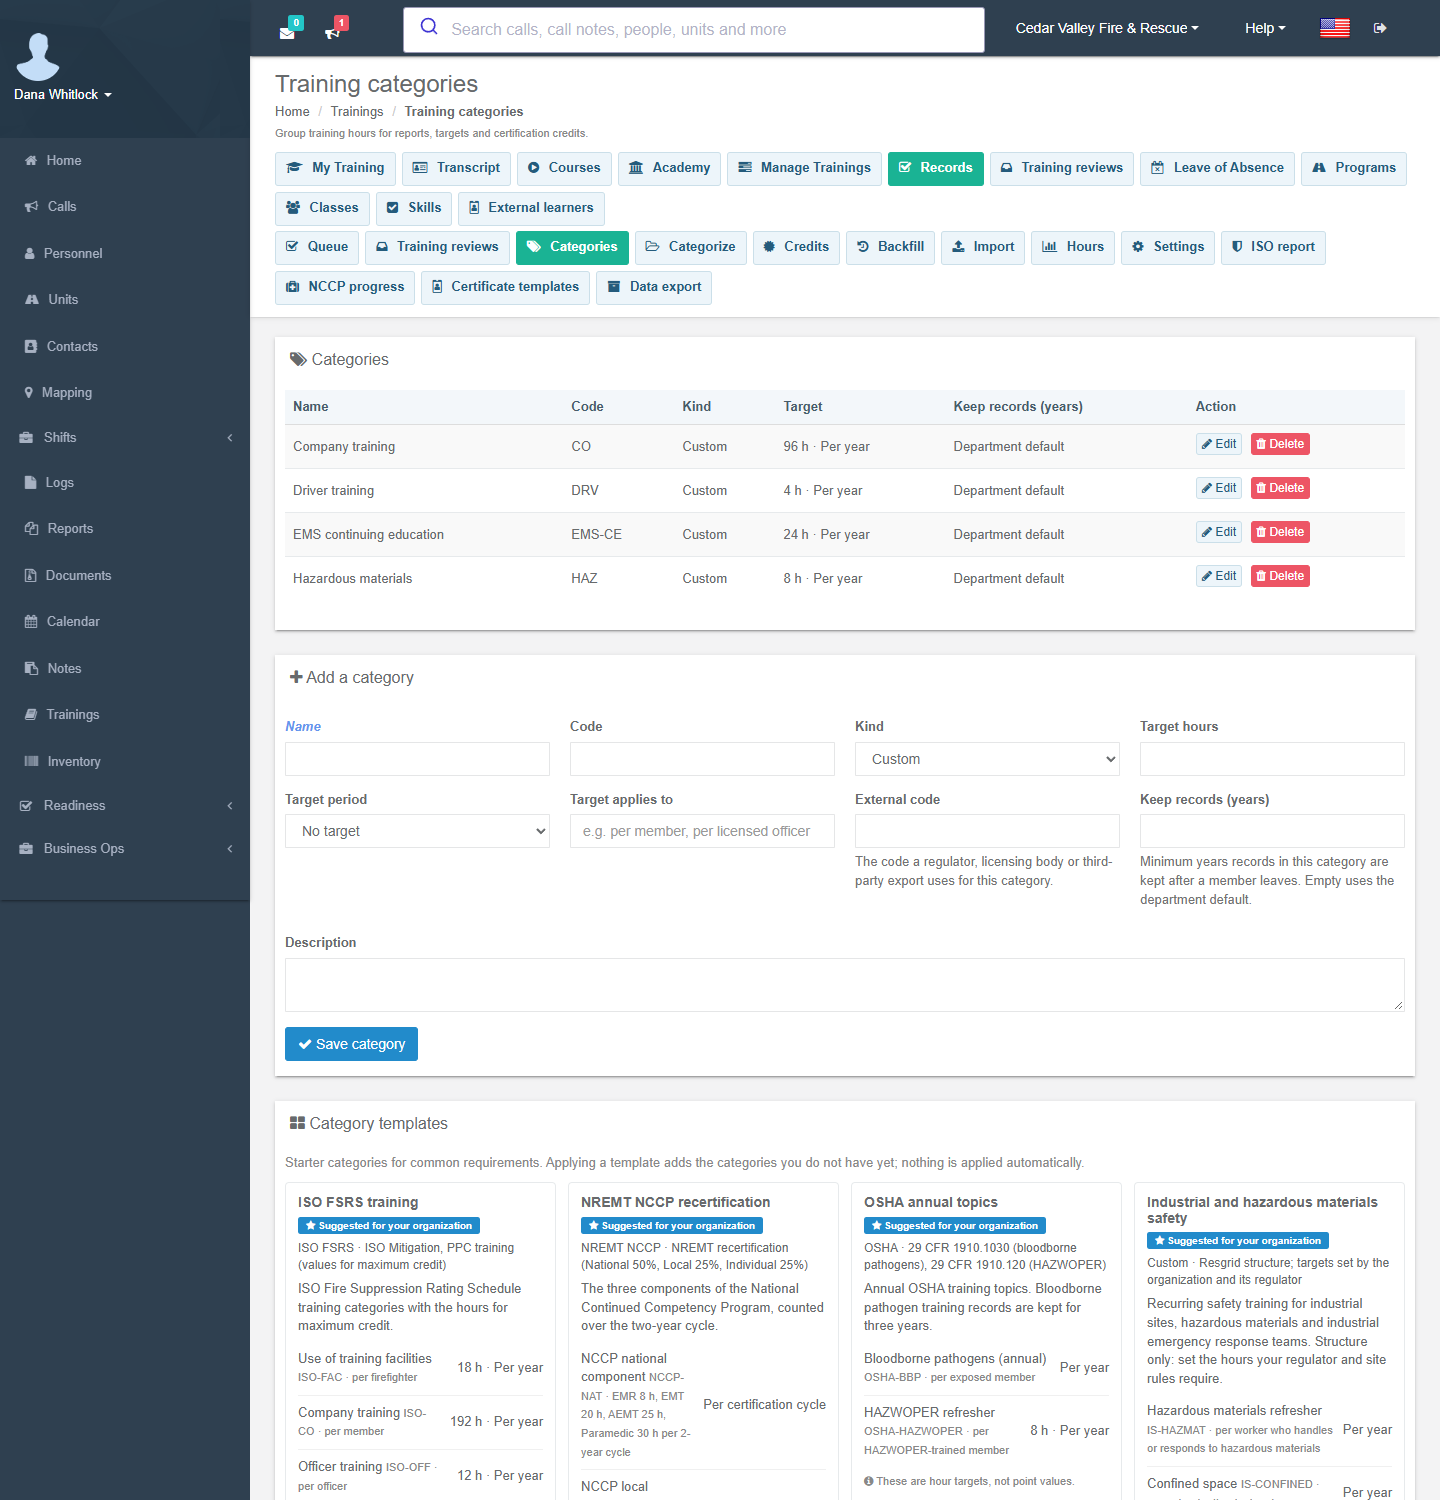 0
1
Search calls, call notes, people, units and more
Cedar Valley Fire & Rescue
Help
Dana Whitlock
Home
Calls
Personnel
Units
Contacts
Mapping
Shifts
Logs
Reports
Documents
Calendar
Notes
Trainings
Inventory
Readiness
Business Ops
Training categories
Home / Trainings / Training categories
Group training hours for reports, targets and certification credits.
My Training
Transcript
Courses
Academy
Manage Trainings
Records
Training reviews
Leave of Absence
Programs
Classes
Skills
External learners
Queue
Training reviews
Categories
Categorize
Credits
Backfill
Import
Hours
Settings
ISO report
NCCP progress
Certificate templates
Data export
Categories
Name Code Kind Target Keep records (years) Action
Company training CO Custom 96 h · Per year Department default Edit Delete
Driver training DRV Custom 4 h · Per year Department default Edit Delete
EMS continuing education EMS-CE Custom 24 h · Per year Department default Edit Delete
Hazardous materials HAZ Custom 8 h · Per year Department default Edit Delete
Add a category
Name
Code
Kind
Custom
Target hours
Target period
No target
Target applies to
e.g. per member, per licensed officer
External code
The code a regulator, licensing body or third-
party export uses for this category.
Keep records (years)
Minimum years records in this category are
kept after a member leaves. Empty uses the
department default.
Description
Save category
Category templates
Starter categories for common requirements. Applying a template adds the categories you do not have yet; nothing is applied automatically.
ISO FSRS training
Suggested for your organization
ISO FSRS · ISO Mitigation, PPC training
(values for maximum credit)
ISO Fire Suppression Rating Schedule
training categories with the hours for
maximum credit.
Use of training facilities
ISO-FAC · per firefighter
18 h · Per year
Company training ISO-
CO · per member
192 h · Per year
Officer training ISO-OFF ·
per officer
12 h · Per year
NREMT NCCP recertification
Suggested for your organization
NREMT NCCP · NREMT recertification
(National 50%, Local 25%, Individual 25%)
The three components of the National
Continued Competency Program, counted
over the two-year cycle.
NCCP national
component NCCP-
NAT · EMR 8 h, EMT
20 h, AEMT 25 h,
Paramedic 30 h per 2-
year cycle
Per certification cycle
NCCP local
OSHA annual topics
Suggested for your organization
OSHA · 29 CFR 1910.1030 (bloodborne
pathogens), 29 CFR 1910.120 (HAZWOPER)
Annual OSHA training topics. Bloodborne
pathogen training records are kept for
three years.
Bloodborne pathogens (annual)
OSHA-BBP · per exposed member
Per year
HAZWOPER refresher
OSHA-HAZWOPER · per
HAZWOPER-trained member
8 h · Per year
These are hour targets, not point values.
Industrial and hazardous materials
safety
Suggested for your organization
Custom · Resgrid structure; targets set by the
organization and its regulator
Recurring safety training for industrial
sites, hazardous materials and industrial
emergency response teams. Structure
only: set the hours your regulator and site
rules require.
Hazardous materials refresher
IS-HAZMAT · per worker who handles
or responds to hazardous materials
Per year
Confined space IS-CONFINED ·
Per year